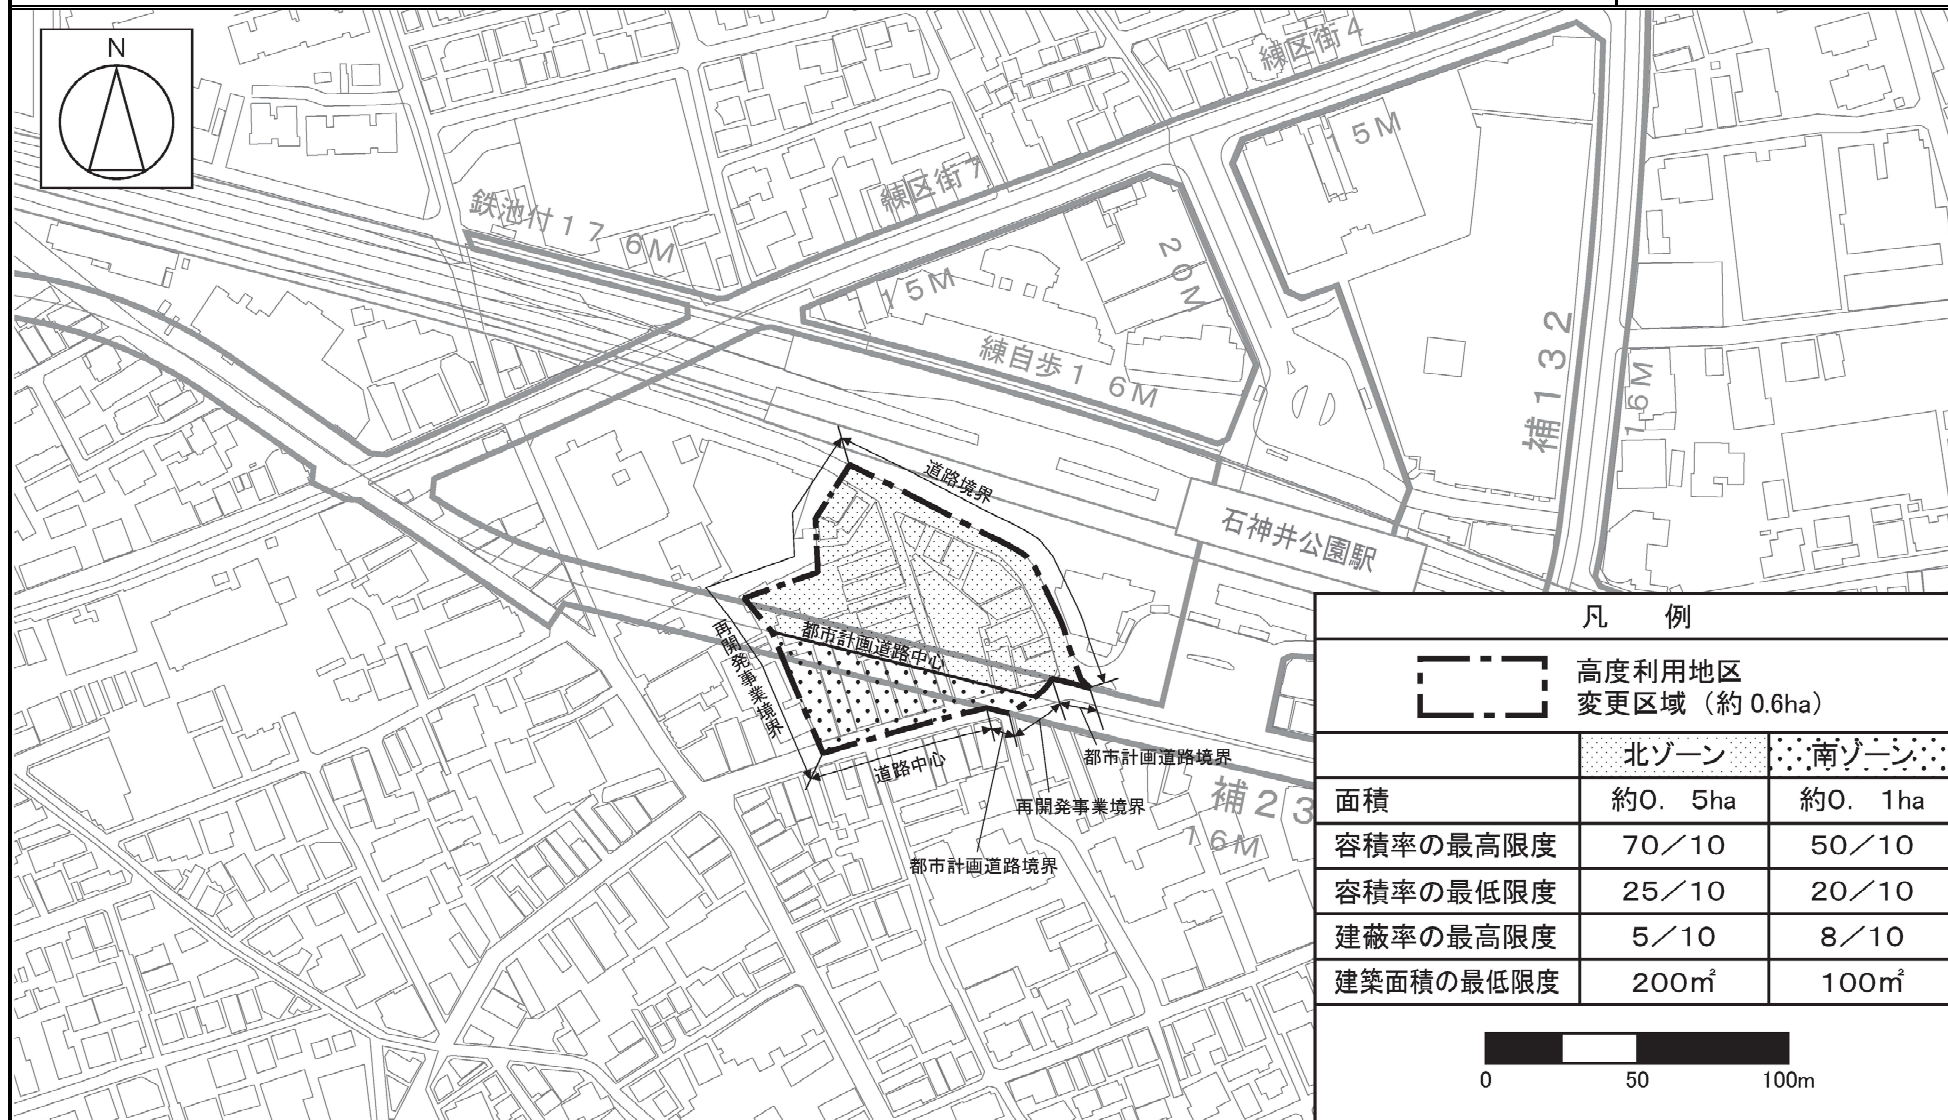 N
練区街4
15M
練区街7
鉄池付17 6M
15M
20M
練自歩1 6M
補132
16M
道路境界
石神井公園駅
都市計画道路中心
再開発事業境界
道路中心
都市計画道路境界
再開発事業境界
都市計画道路境界
補23
16M
凡 例
高度利用地区
変更区域（約 0.6ha）
北ゾーン 南ゾーン
面積 約0．5ha 約0．1ha
容積率の最高限度 70／10 50／10
容積率の最低限度 25／10 20／10
建蔽率の最高限度 5／10 8／10
建築面積の最低限度 200㎡ 100㎡
0 50 100m